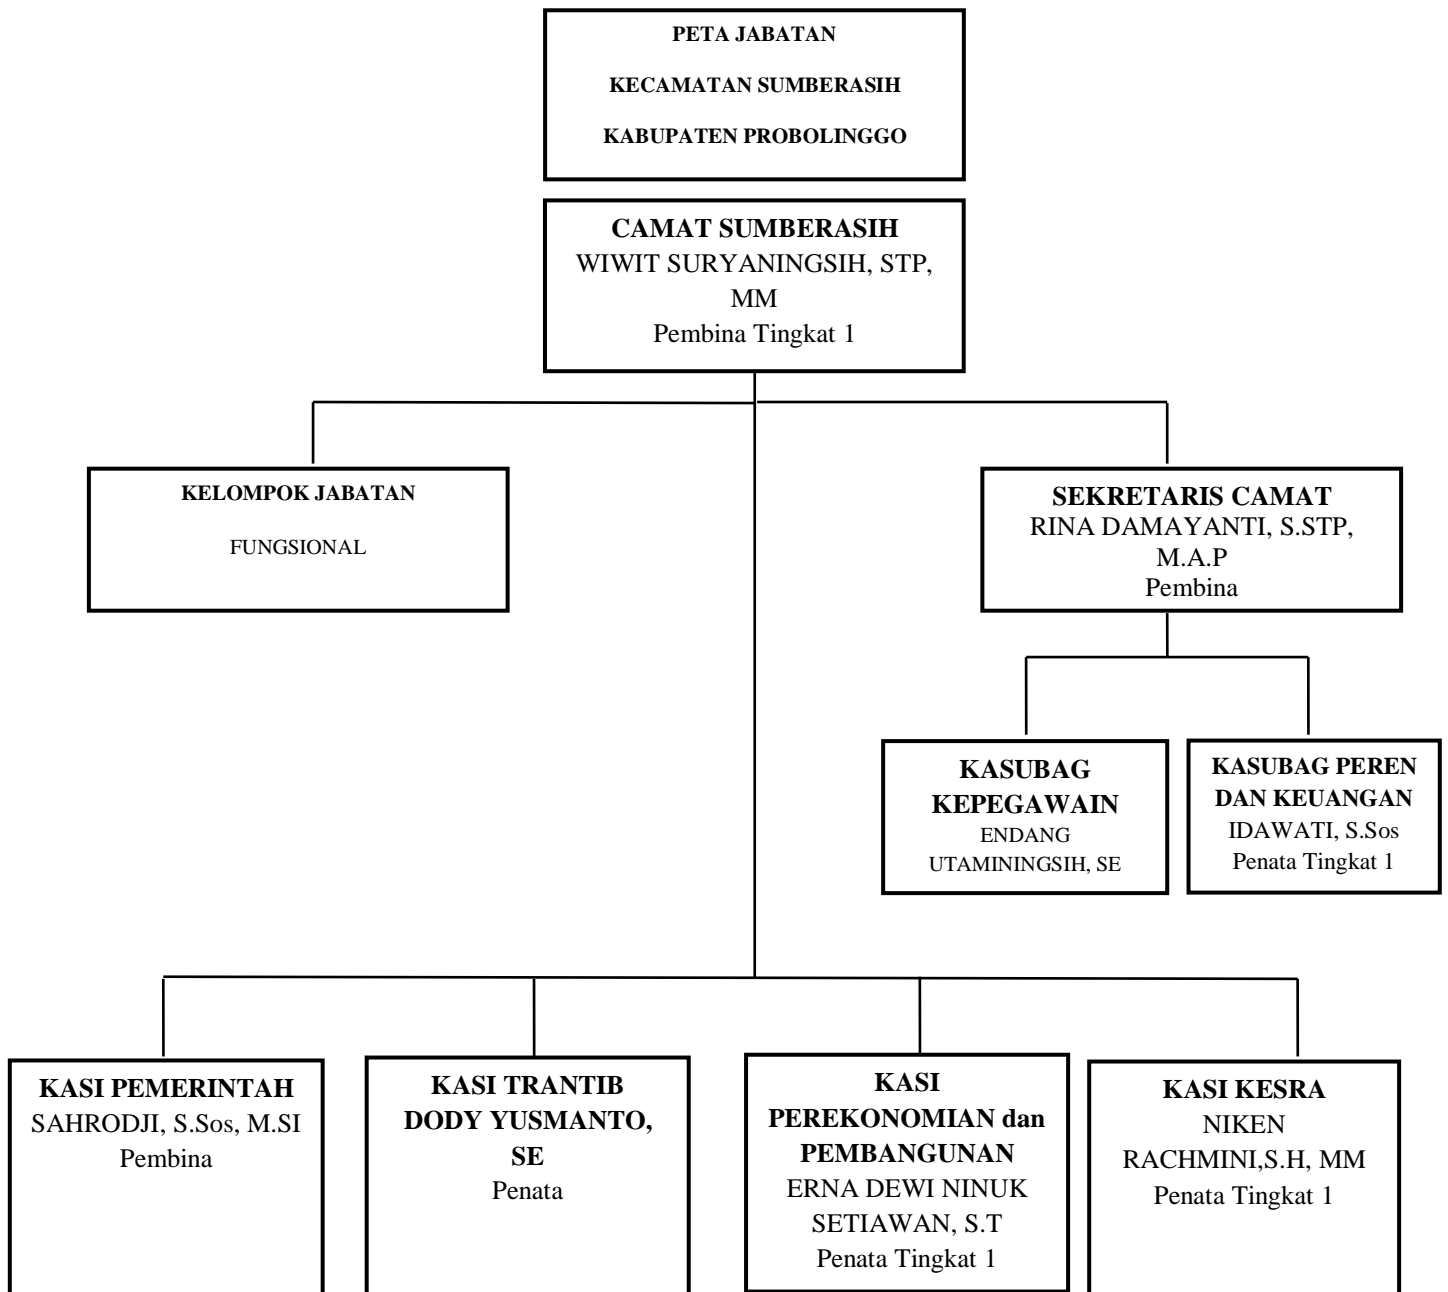 PETA JABATAN
KECAMATAN SUMBERASIH
KABUPATEN PROBOLINGGO
CAMAT SUMBERASIH
WIWIT SURYANINGSIH, STP,
MM
Pembina Tingkat 1
KELOMPOK JABATAN
FUNGSIONAL
SEKRETARIS CAMAT
RINA DAMAYANTI, S.STP,
M.A.P
Pembina
KASUBAG
KEPEGAWAIN
ENDANG
UTAMININGSIH, SE
KASUBAG PEREN
DAN KEUANGAN
IDAWATI, S.Sos
Penata Tingkat 1
KASI PEMERINTAH
SAHRODJI, S.Sos, M.SI
Pembina
KASI TRANTIB
DODY YUSMANTO,
SE
Penata
KASI
PEREKONOMIAN dan
PEMBANGUNAN
ERNA DEWI NINUK
SETIAWAN, S.T
Penata Tingkat 1
KASI KESRA
NIKEN
RACHMINI,S.H, MM
Penata Tingkat 1